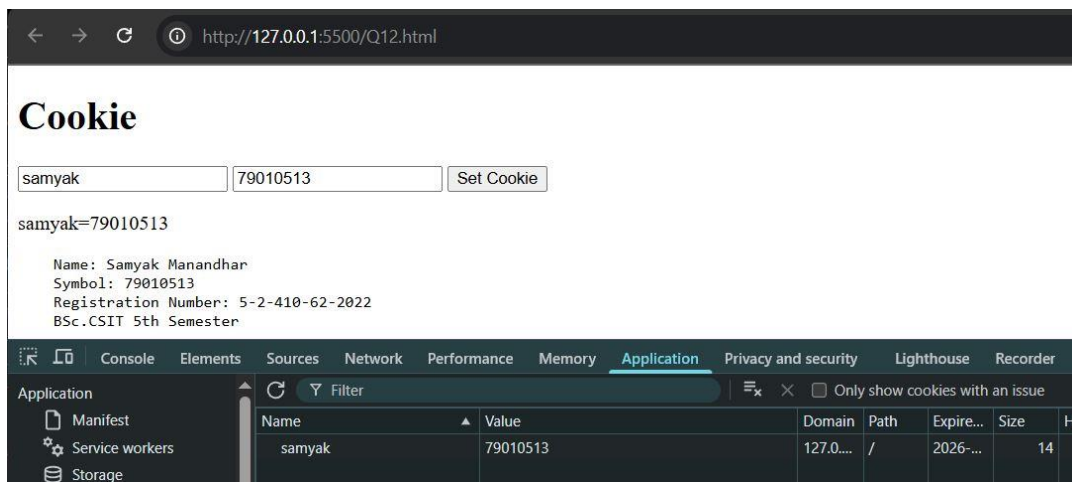 http://127.0.0.1:5500/Q12.html
Cookie
samyak 79010513 Set Cookie
samyak=79010513
Name: Samyak Manandhar
Symbol: 79010513
Registration Number: 5-2-410-62-2022
BSc.CSIT 5th Semester
Console Elements Sources Network Performance Memory Application Privacy and security Lighthouse Recorder
Application Filter Only show cookies with an issue
Manifest Name Value Domain Path Expire... Size H
Service workers samyak 79010513 127.0.... / 2026-... 14
Storage